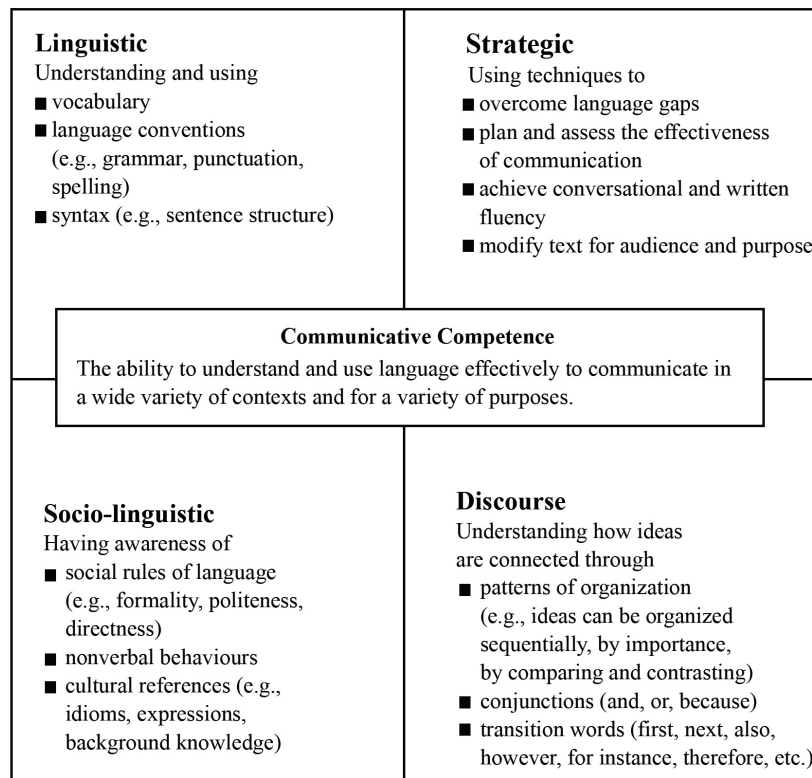 Linguistic
Understanding and using
■ vocabulary
■ language conventions
(e.g., grammar, punctuation,
spelling)
■ syntax (e.g., sentence structure)
Strategic
Using techniques to
■ overcome language gaps
■ plan and assess the effectiveness
of communication
■ achieve conversational and written
fluency
■ modify text for audience and purpose
Communicative Competence
The ability to understand and use language effectively to communicate in
a wide variety of contexts and for a variety of purposes.
Socio-linguistic
Having awareness of
■ social rules of language
(e.g., formality, politeness,
directness)
■ nonverbal behaviours
■ cultural references (e.g.,
idioms, expressions,
background knowledge)
Discourse
Understanding how ideas
are connected through
■ patterns of organization
(e.g., ideas can be organized
sequentially, by importance,
by comparing and contrasting)
■ conjunctions (and, or, because)
■ transition words (first, next, also,
however, for instance, therefore, etc.)